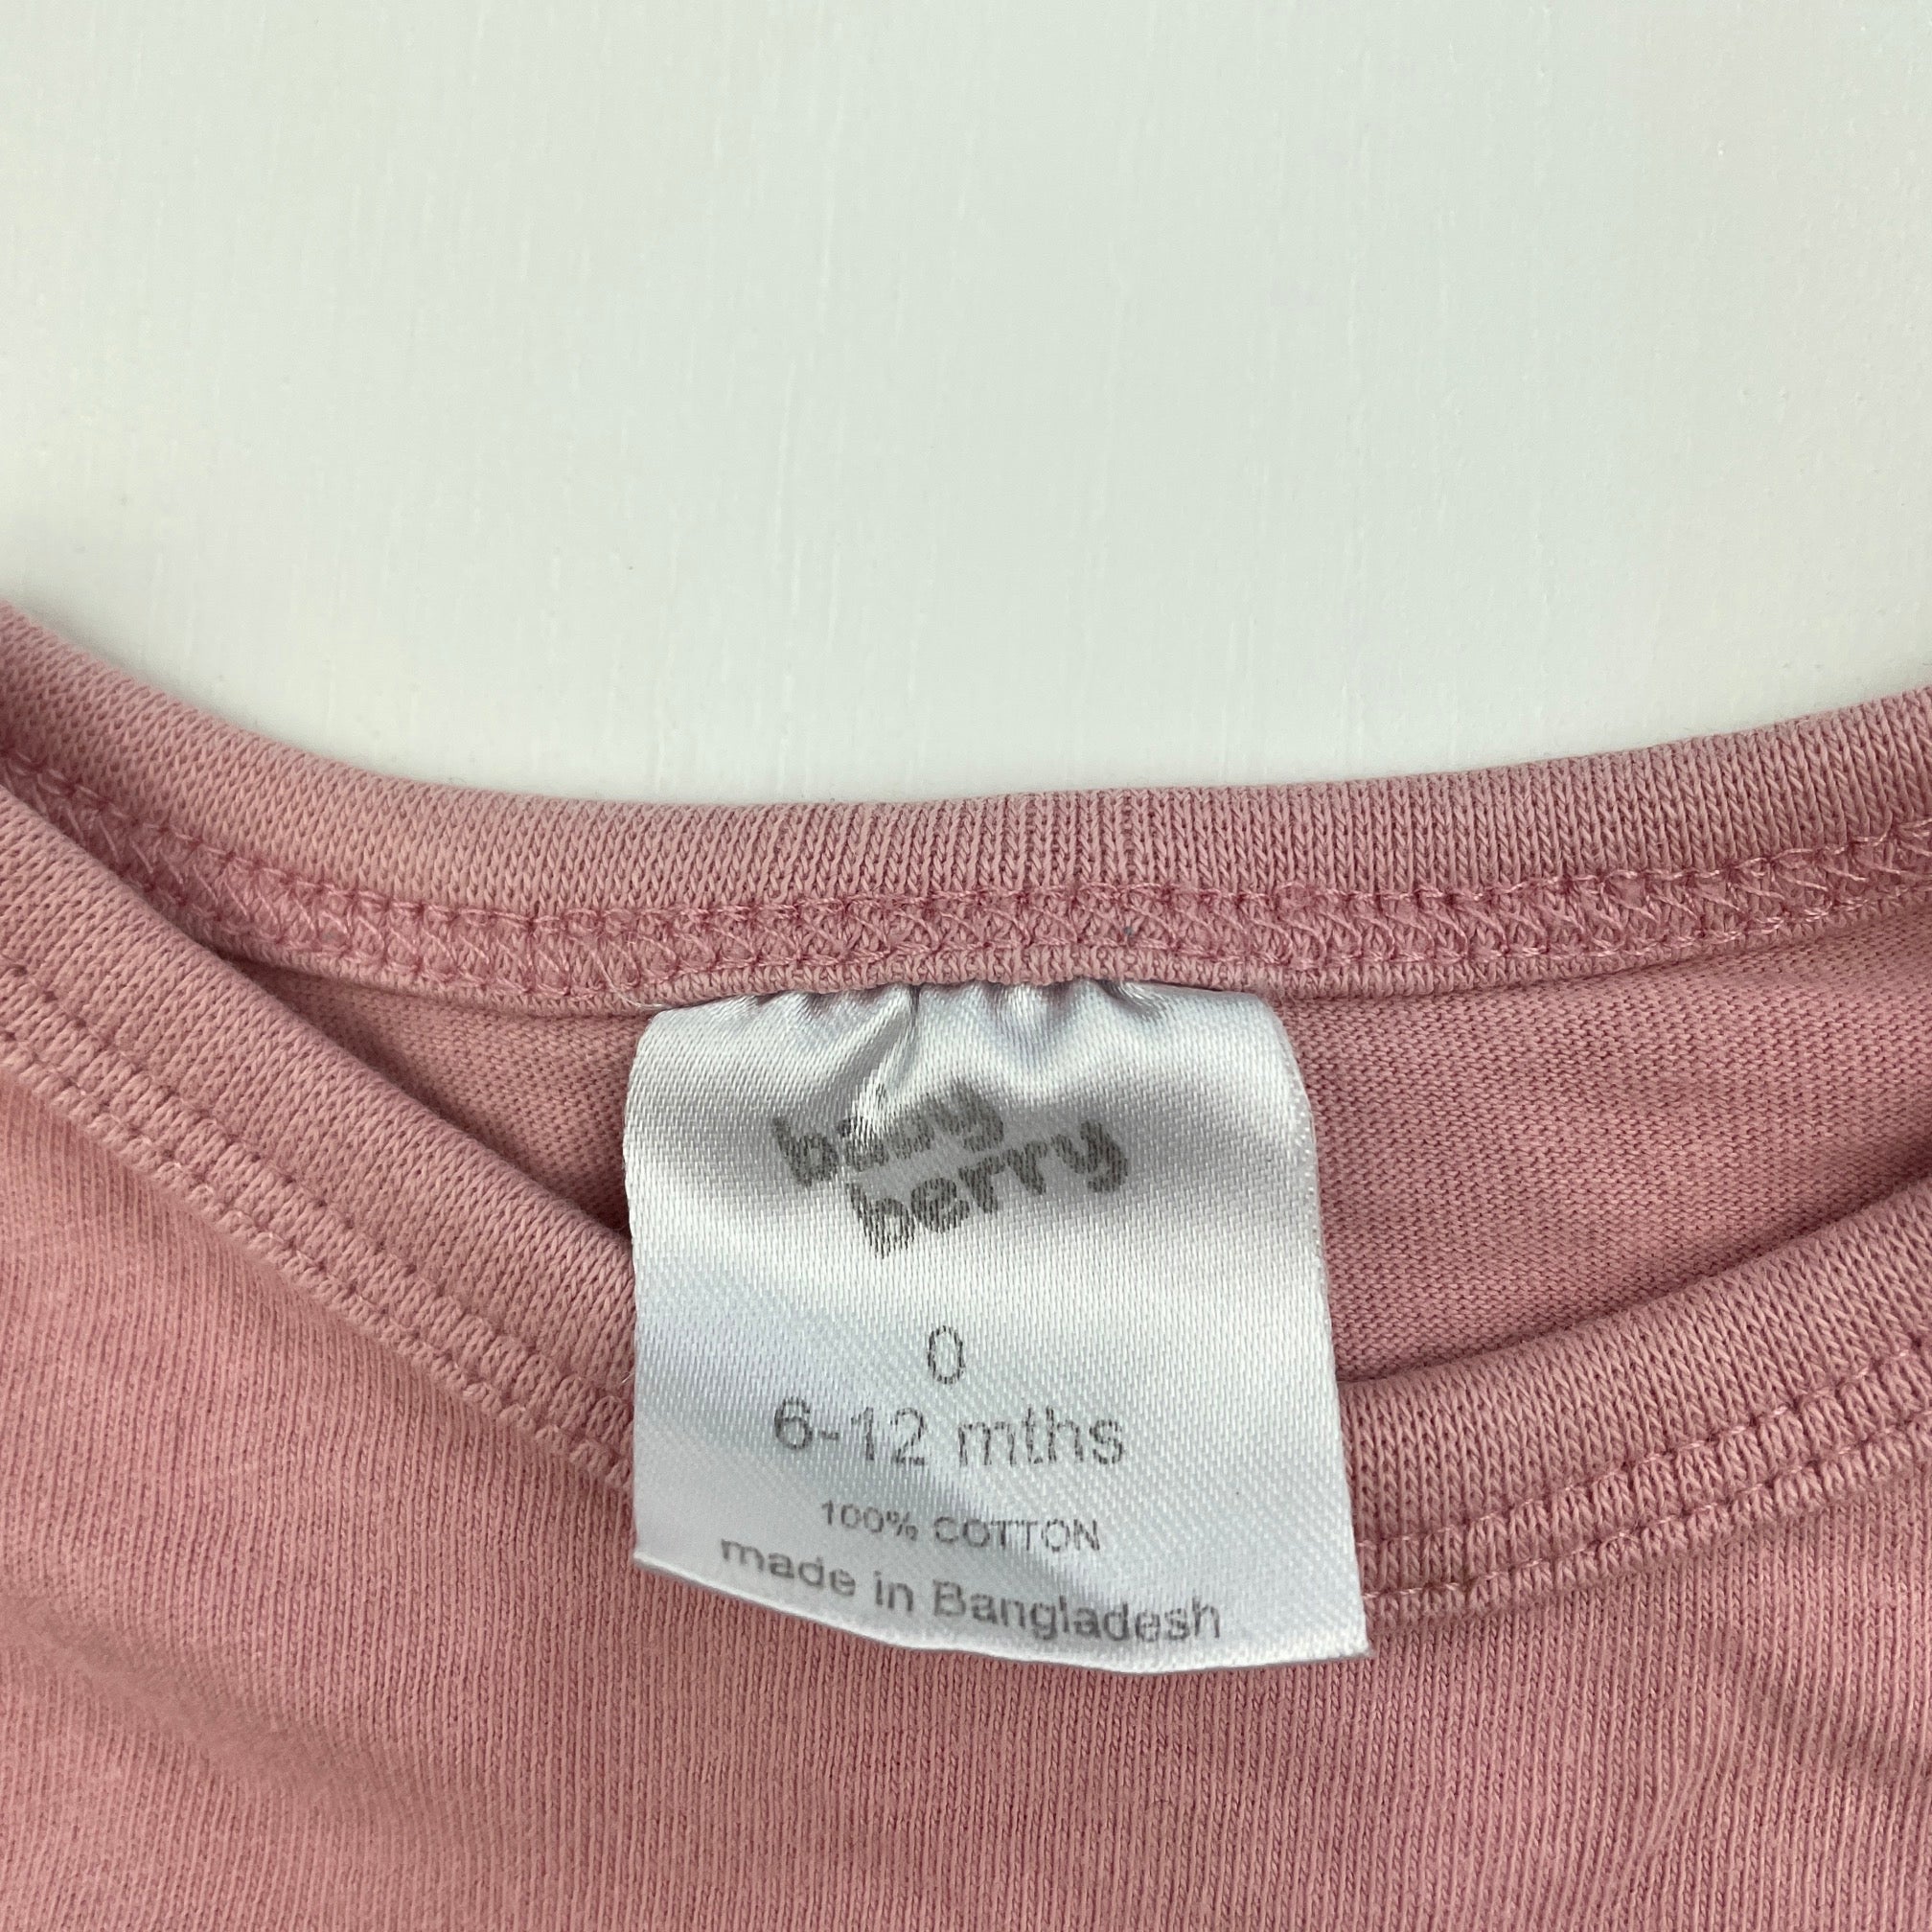 baby
berry
0
6-12 mths
100% COTTON
made in Bangladesh